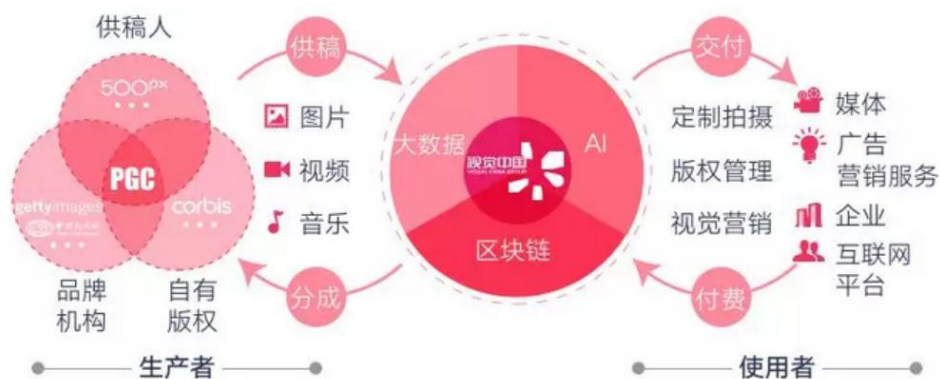 供稿人
500px
PGC
gettyimages
corbis
品牌
机构
自有
版权
生产者
供稿
图片
视频
音乐
分成
大数据
AI
视觉中国
VISUAL CHINA GROUP
区块链
交付
定制拍摄
版权管理
视觉营销
付费
媒体
广告
营销服务
企业
互联网
平台
使用者